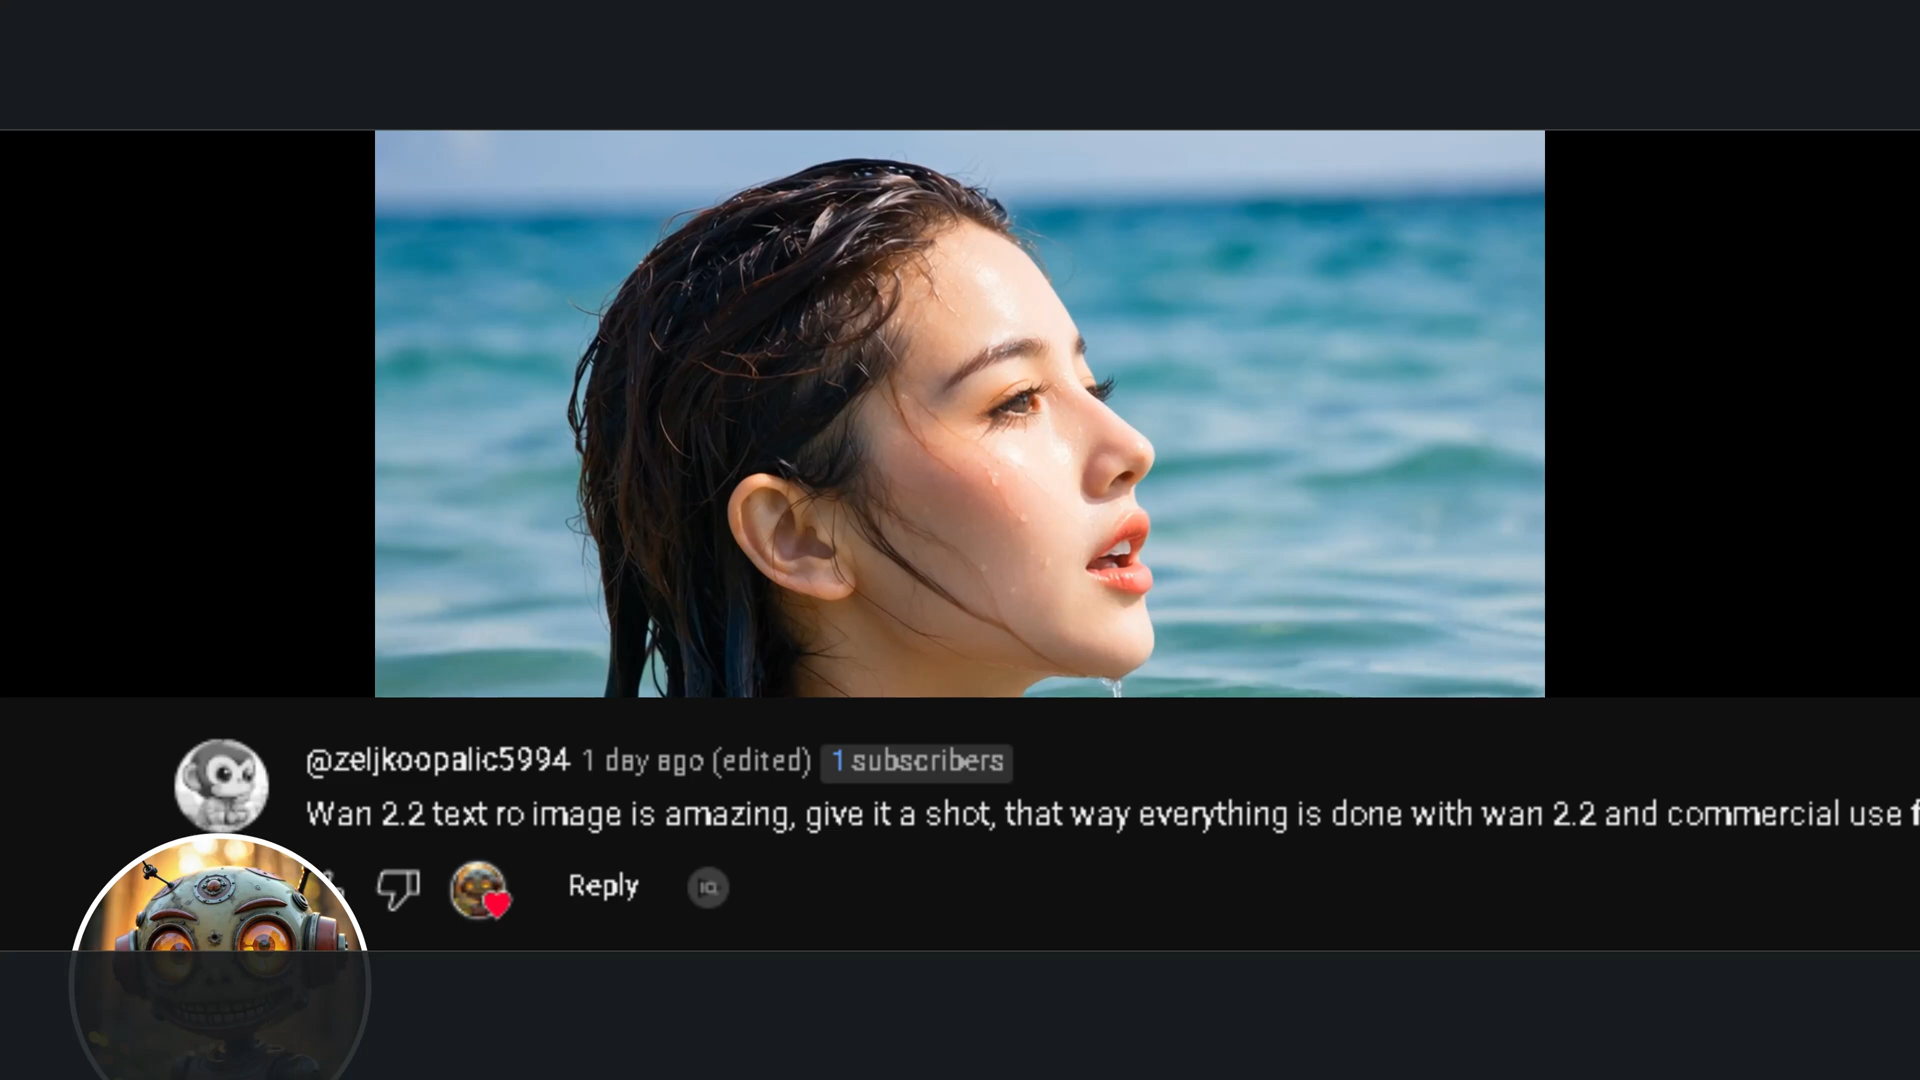 @zeljkoopalic5994 1 day ago (edited) 1 subscribers
Wan 2.2 text ro image is amazing, give it a shot, that way everything is done with wan 2.2 and commercial use
Reply
IQ